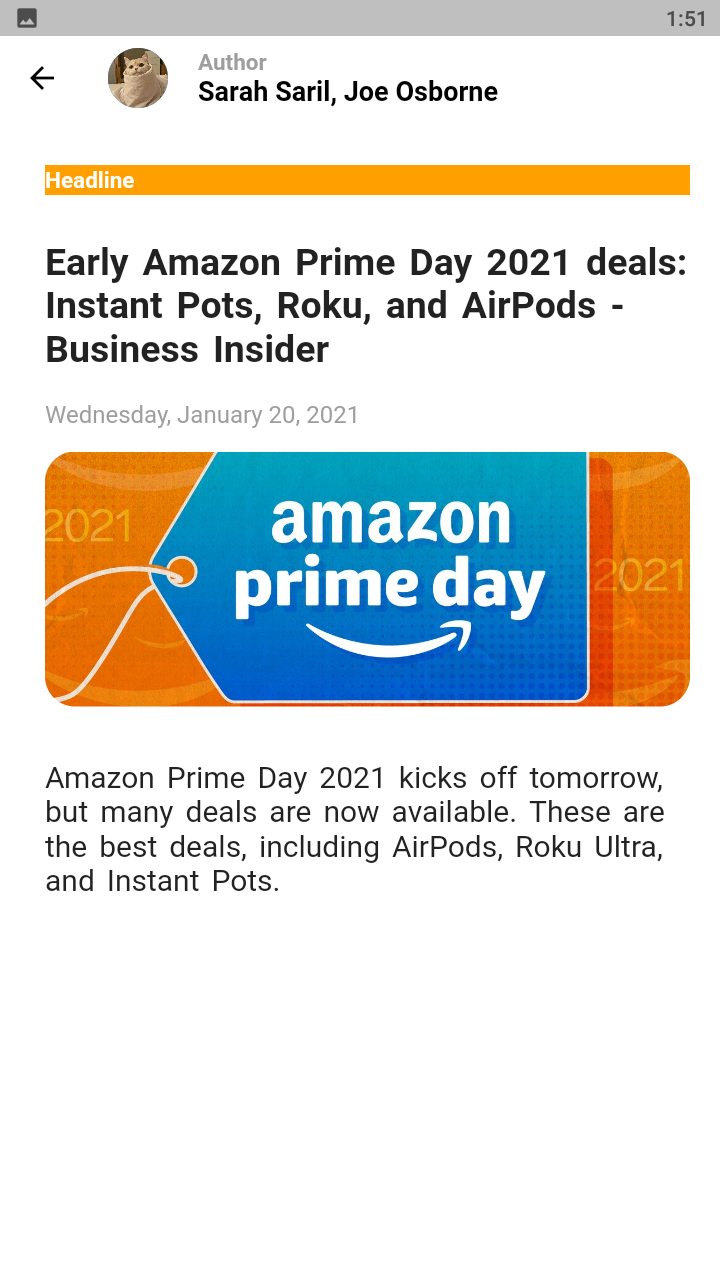 1:51
Author
Sarah Saril, Joe Osborne
Headline
Early Amazon Prime Day 2021 deals:
Instant Pots, Roku, and AirPods -
Business Insider
Wednesday, January 20, 2021
2021
amazon
prime day
2021
Amazon Prime Day 2021 kicks off tomorrow,
but many deals are now available. These are
the best deals, including AirPods, Roku Ultra,
and Instant Pots.